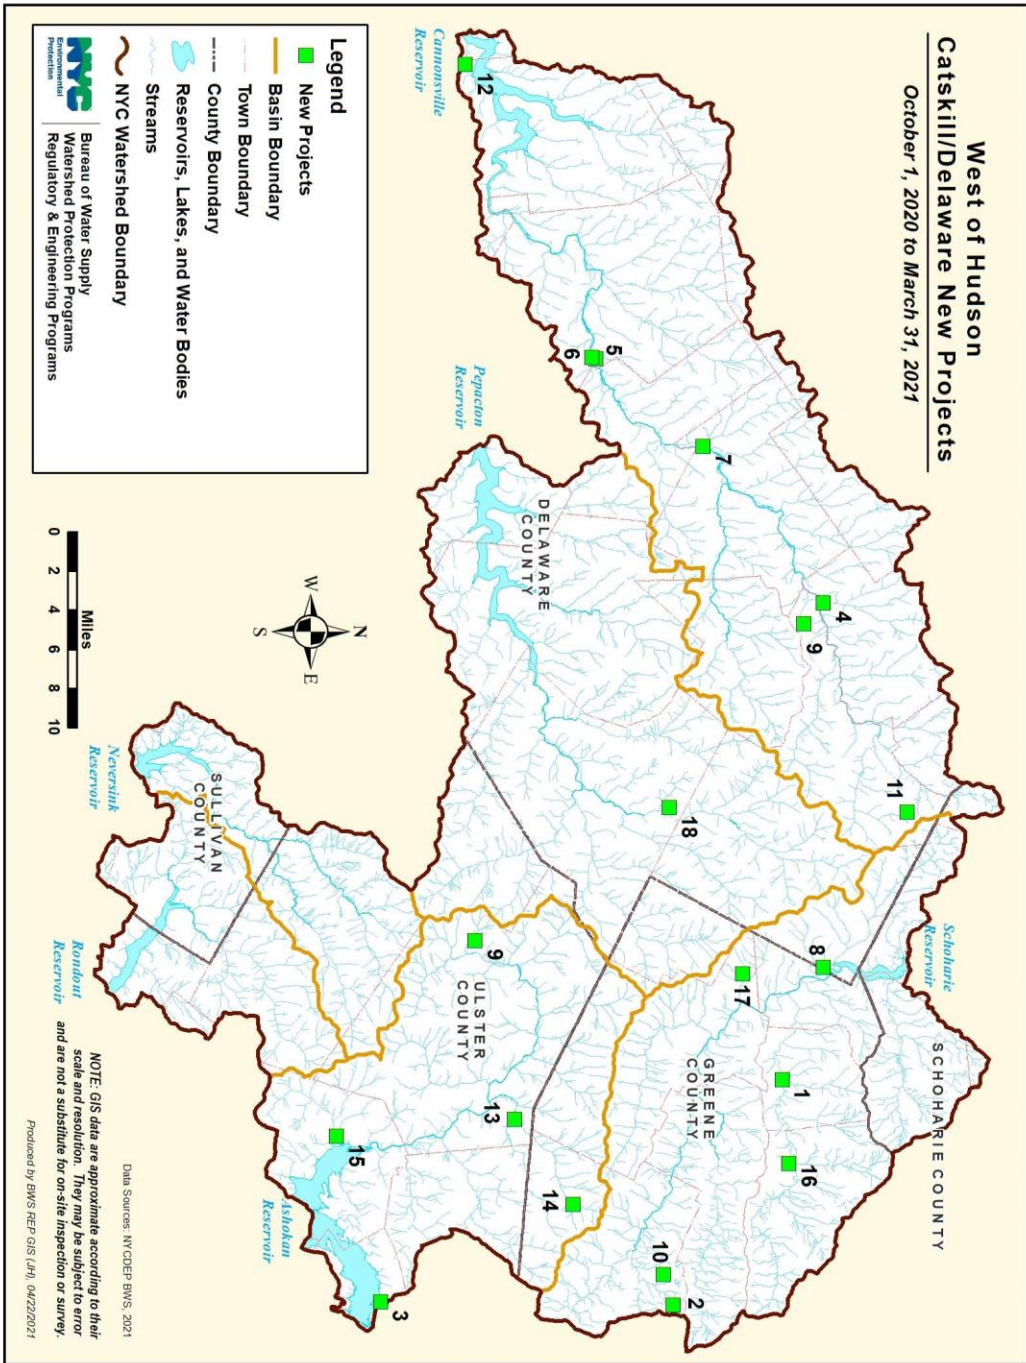 West of Hudson
Catskill/Delaware New Projects
October 1, 2020 to March 31, 2021
Cannonsville
Reservoir
12
5
6
7
Pepacton
Reservoir
DELAWARE
COUNTY
4
9
11
18
Schoharie
Reservoir
SCHOHARIE COUNTY
8
17
1
16
GREENE
COUNTY
10
2
14
13
9
ULSTER
COUNTY
15
3
Ashokan
Reservoir
SULLIVAN
COUNTY
Neversink
Reservoir
Rondout
Reservoir
N
W
E
S
Miles
0 2 4 6 8 10
Legend
New Projects
Basin Boundary
Town Boundary
County Boundary
Reservoirs, Lakes, and Water Bodies
Streams
NYC Watershed Boundary
NYC
Environmental
Protection
Bureau of Water Supply
Watershed Protection Programs
Regulatory & Engineering Programs
Data Sources: NYCDEP BWS, 2021
NOTE: GIS data are approximate according to their
scale and resolution. They may be subject to error
and are not a substitute for on-site inspection or survey.
Produced by BWS REP GIS (JH), 04/22/2021